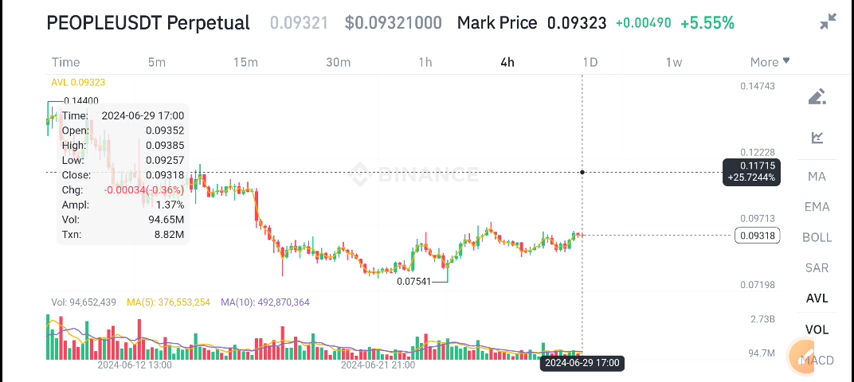 PEOPLEUSDT Perpetual 0.09321 $0.09321000 Mark Price 0.09323 +0.00490 +5.55%
Time 5m 15m 30m 1h 4h 1D 1w More
AVL 0.09323
0.14743
0.14400
Time: 2024-06-29 17:00
Open: 0.09352
High: 0.09385
Low: 0.09257
Close: 0.09318
Chg: -0.00034(-0.36%)
Ampl: 1.37%
Vol: 94.65M
Txn: 8.82M
BINANCE
0.12228
0.11715
+25.7244%
0.09713
0.09318
0.07541
0.07198
MA
EMA
BOLL
SAR
AVL
VOL
MACD
Vol: 94,652,439 MA(5): 376,553,254 MA(10): 492,870,364
2.73B
94.7M
2024-06-12 13:00 2024-06-21 21:00 2024-06-29 17:00